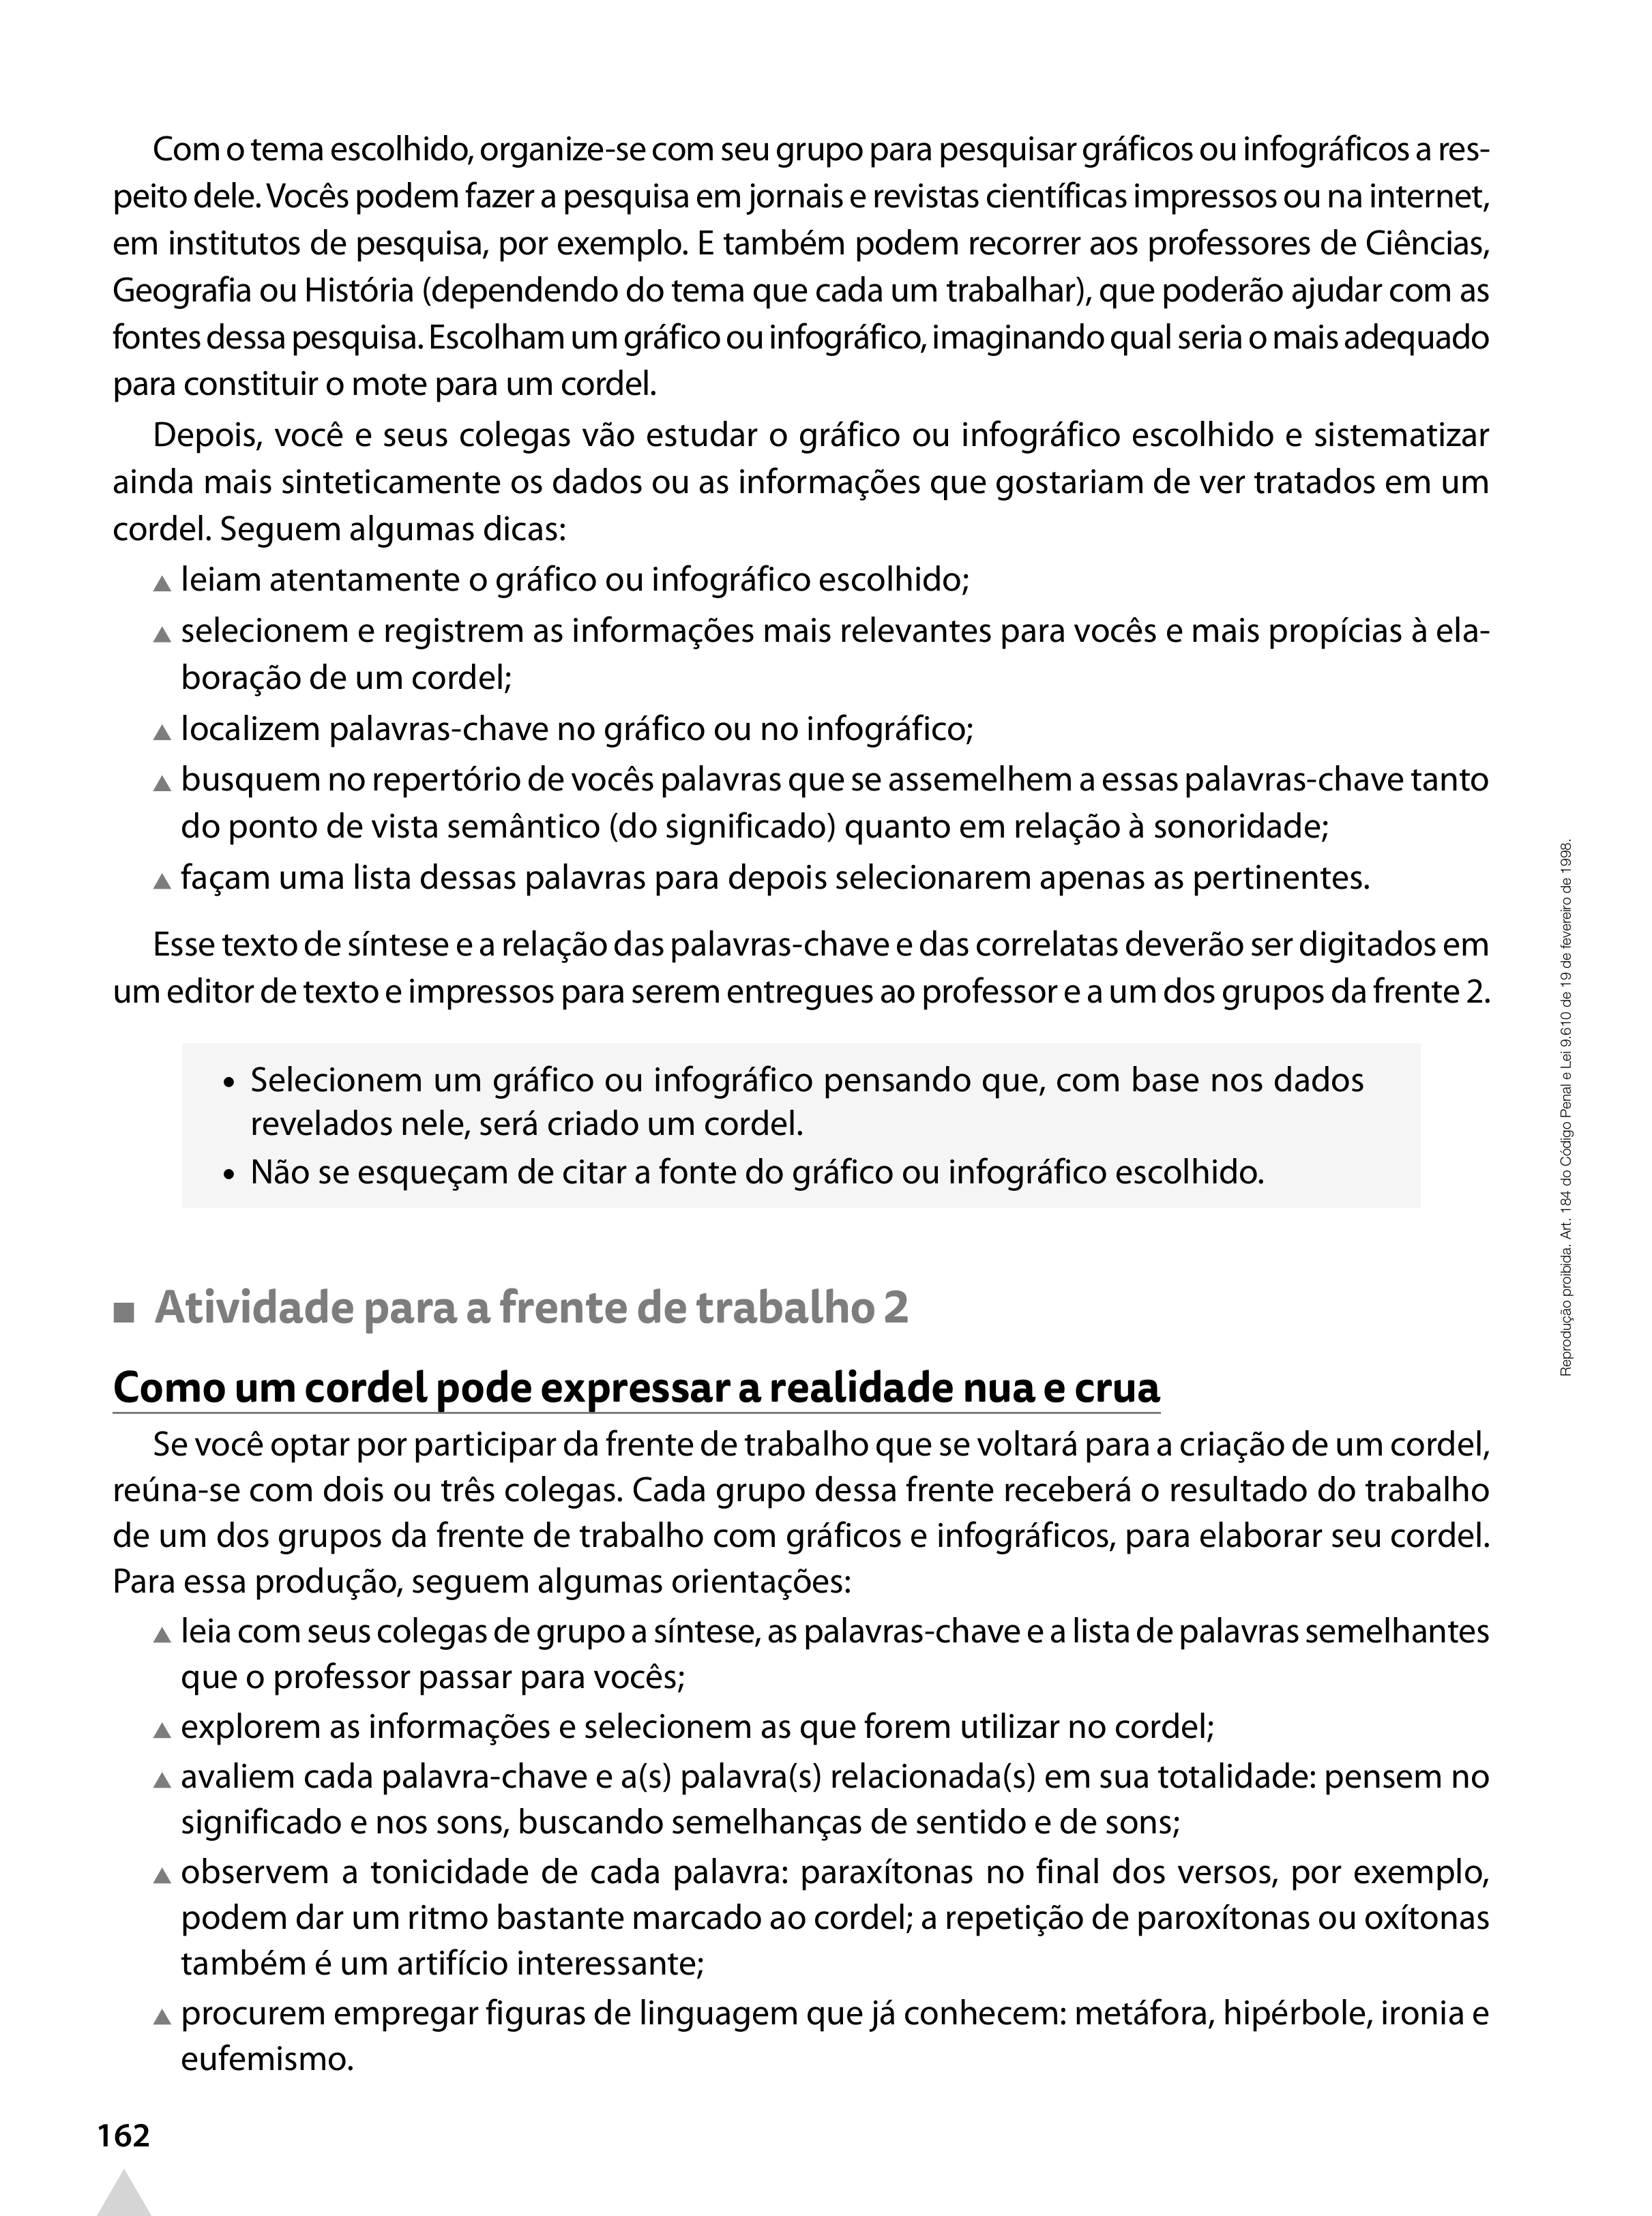 Com o tema escolhido, organize-se com seu grupo para pesquisar gráficos ou infográficos a res-
peito dele. Vocês podem fazer a pesquisa em jornais e revistas científicas impressos ou na internet,
em institutos de pesquisa, por exemplo. E também podem recorrer aos professores de Ciências,
Geografia ou História (dependendo do tema que cada um trabalhar), que poderão ajudar com as
fontes dessa pesquisa. Escolham um gráfico ou infográfico, imaginando qual seria o mais adequado
para constituir o mote para um cordel.
Depois, você e seus colegas vão estudar o gráfico ou infográfico escolhido e sistematizar
ainda mais sinteticamente os dados ou as informações que gostariam de ver tratados em um
cordel. Seguem algumas dicas:
▲ leiam atentamente o gráfico ou infográfico escolhido;
▲ selecionem e registrem as informações mais relevantes para vocês e mais propícias à ela-
boração de um cordel;
▲ localizem palavras-chave no gráfico ou no infográfico;
▲ busquem no repertório de vocês palavras que se assemelhem a essas palavras-chave tanto
do ponto de vista semântico (do significado) quanto em relação à sonoridade;
▲ façam uma lista dessas palavras para depois selecionarem apenas as pertinentes.
Esse texto de síntese e a relação das palavras-chave e das correlatas deverão ser digitados em
um editor de texto e impressos para serem entregues ao professor e a um dos grupos da frente 2.
• Selecionem um gráfico ou infográfico pensando que, com base nos dados
revelados nele, será criado um cordel.
• Não se esqueçam de citar a fonte do gráfico ou infográfico escolhido.
■ Atividade para a frente de trabalho 2
Como um cordel pode expressar a realidade nua e crua
Se você optar por participar da frente de trabalho que se voltará para a criação de um cordel,
reúna-se com dois ou três colegas. Cada grupo dessa frente receberá o resultado do trabalho
de um dos grupos da frente de trabalho com gráficos e infográficos, para elaborar seu cordel.
Para essa produção, seguem algumas orientações:
▲ leia com seus colegas de grupo a síntese, as palavras-chave e a lista de palavras semelhantes
que o professor passar para vocês;
▲ explorem as informações e selecionem as que forem utilizar no cordel;
▲ avaliem cada palavra-chave e a(s) palavra(s) relacionada(s) em sua totalidade: pensem no
significado e nos sons, buscando semelhanças de sentido e de sons;
▲ observem a tonicidade de cada palavra: paraxítonas no final dos versos, por exemplo,
podem dar um ritmo bastante marcado ao cordel; a repetição de paroxítonas ou oxítonas
também é um artifício interessante;
▲ procurem empregar figuras de linguagem que já conhecem: metáfora, hipérbole, ironia e
eufemismo.
162
Reprodução proibida. Art. 184 do Código Penal e Lei 9.610 de 19 de fevereiro de 1998.